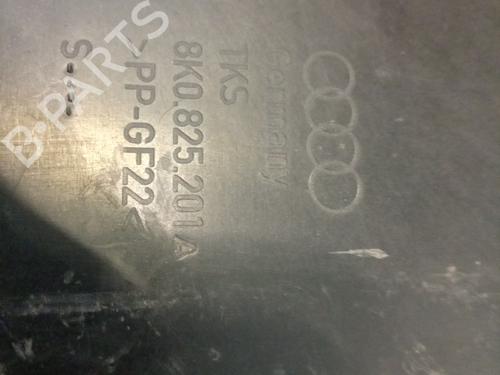 Germany
TKS
8K0.825.201 A
>PP-GF22<
S---
B-PARTS